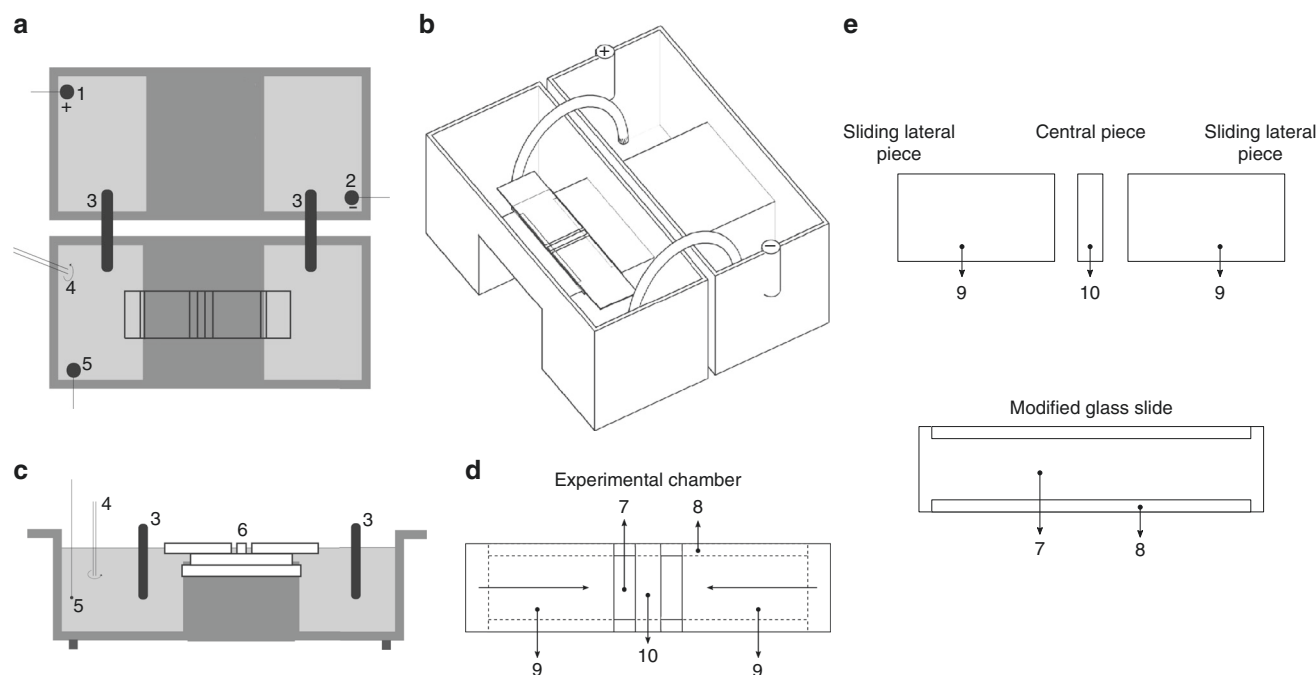 a
1
+
2
–
3
3
4
5
b
+
–
c
4
3
6
3
5
d
Experimental chamber
7
8
9
10
9
e
Sliding lateral
piece
Central piece
Sliding lateral
piece
9
10
9
Modified glass slide
7
8